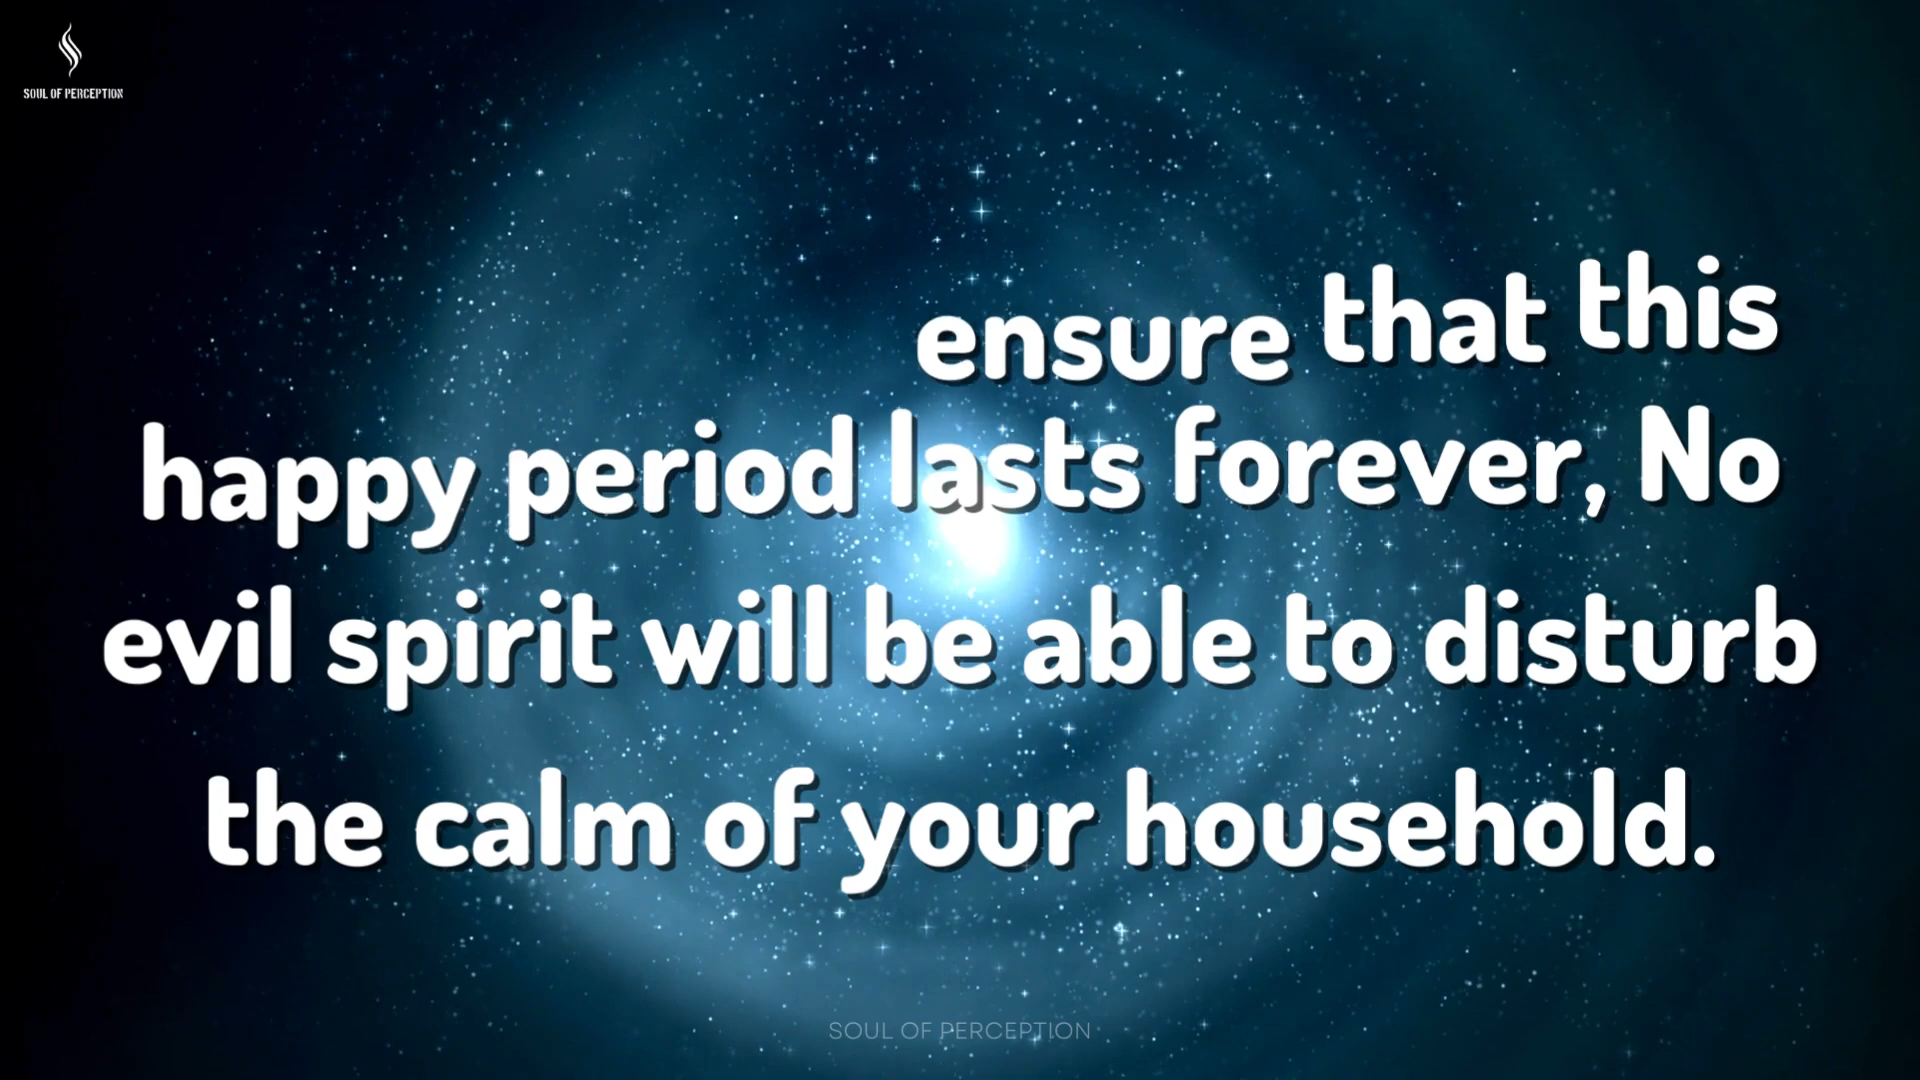 SOUL OF PERCEPTION
ensure that this
happy period lasts forever, No
evil spirit will be able to disturb
the calm of your household.
SOUL OF PERCEPTION